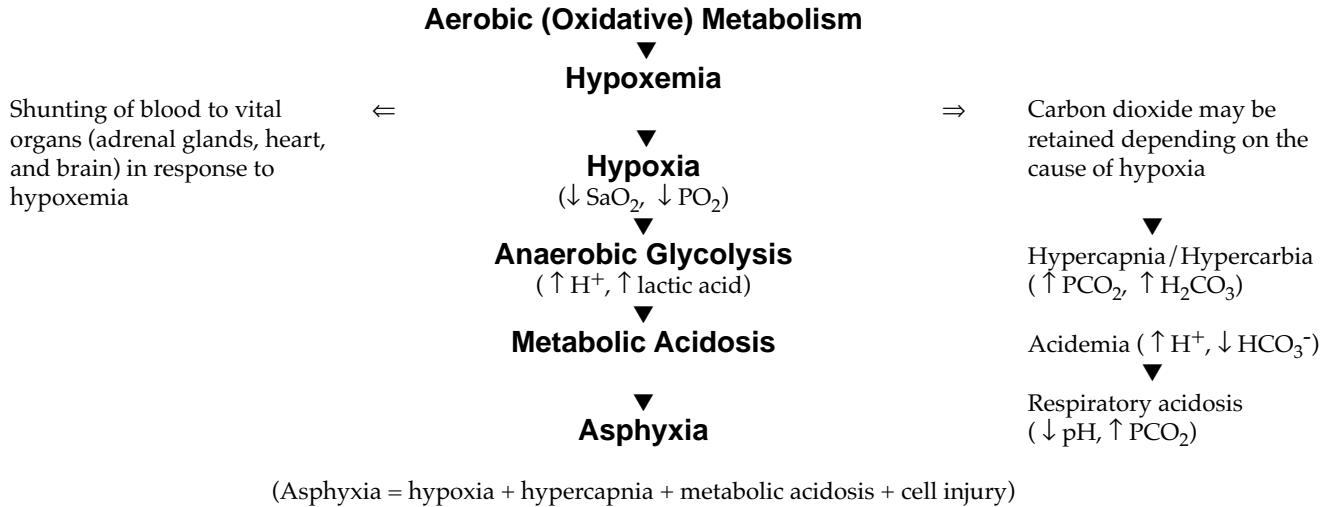 Aerobic (Oxidative) Metabolism
▼
Hypoxemia
Shunting of blood to vital
organs (adrenal glands, heart,
and brain) in response to
hypoxemia
⇐
⇒
Carbon dioxide may be
retained depending on the
cause of hypoxia
▼
Hypoxia
(↓ SaO₂, ↓ PO₂)
▼
Anaerobic Glycolysis
(↑ H⁺, ↑ lactic acid)
▼
Metabolic Acidosis
▼
Asphyxia
▼
Hypercapnia/Hypercarbia
(↑ PCO₂, ↑ H₂CO₃)
Acidemia (↑ H⁺, ↓ HCO₃⁻)
▼
Respiratory acidosis
(↓ pH, ↑ PCO₂)
(Asphyxia = hypoxia + hypercapnia + metabolic acidosis + cell injury)